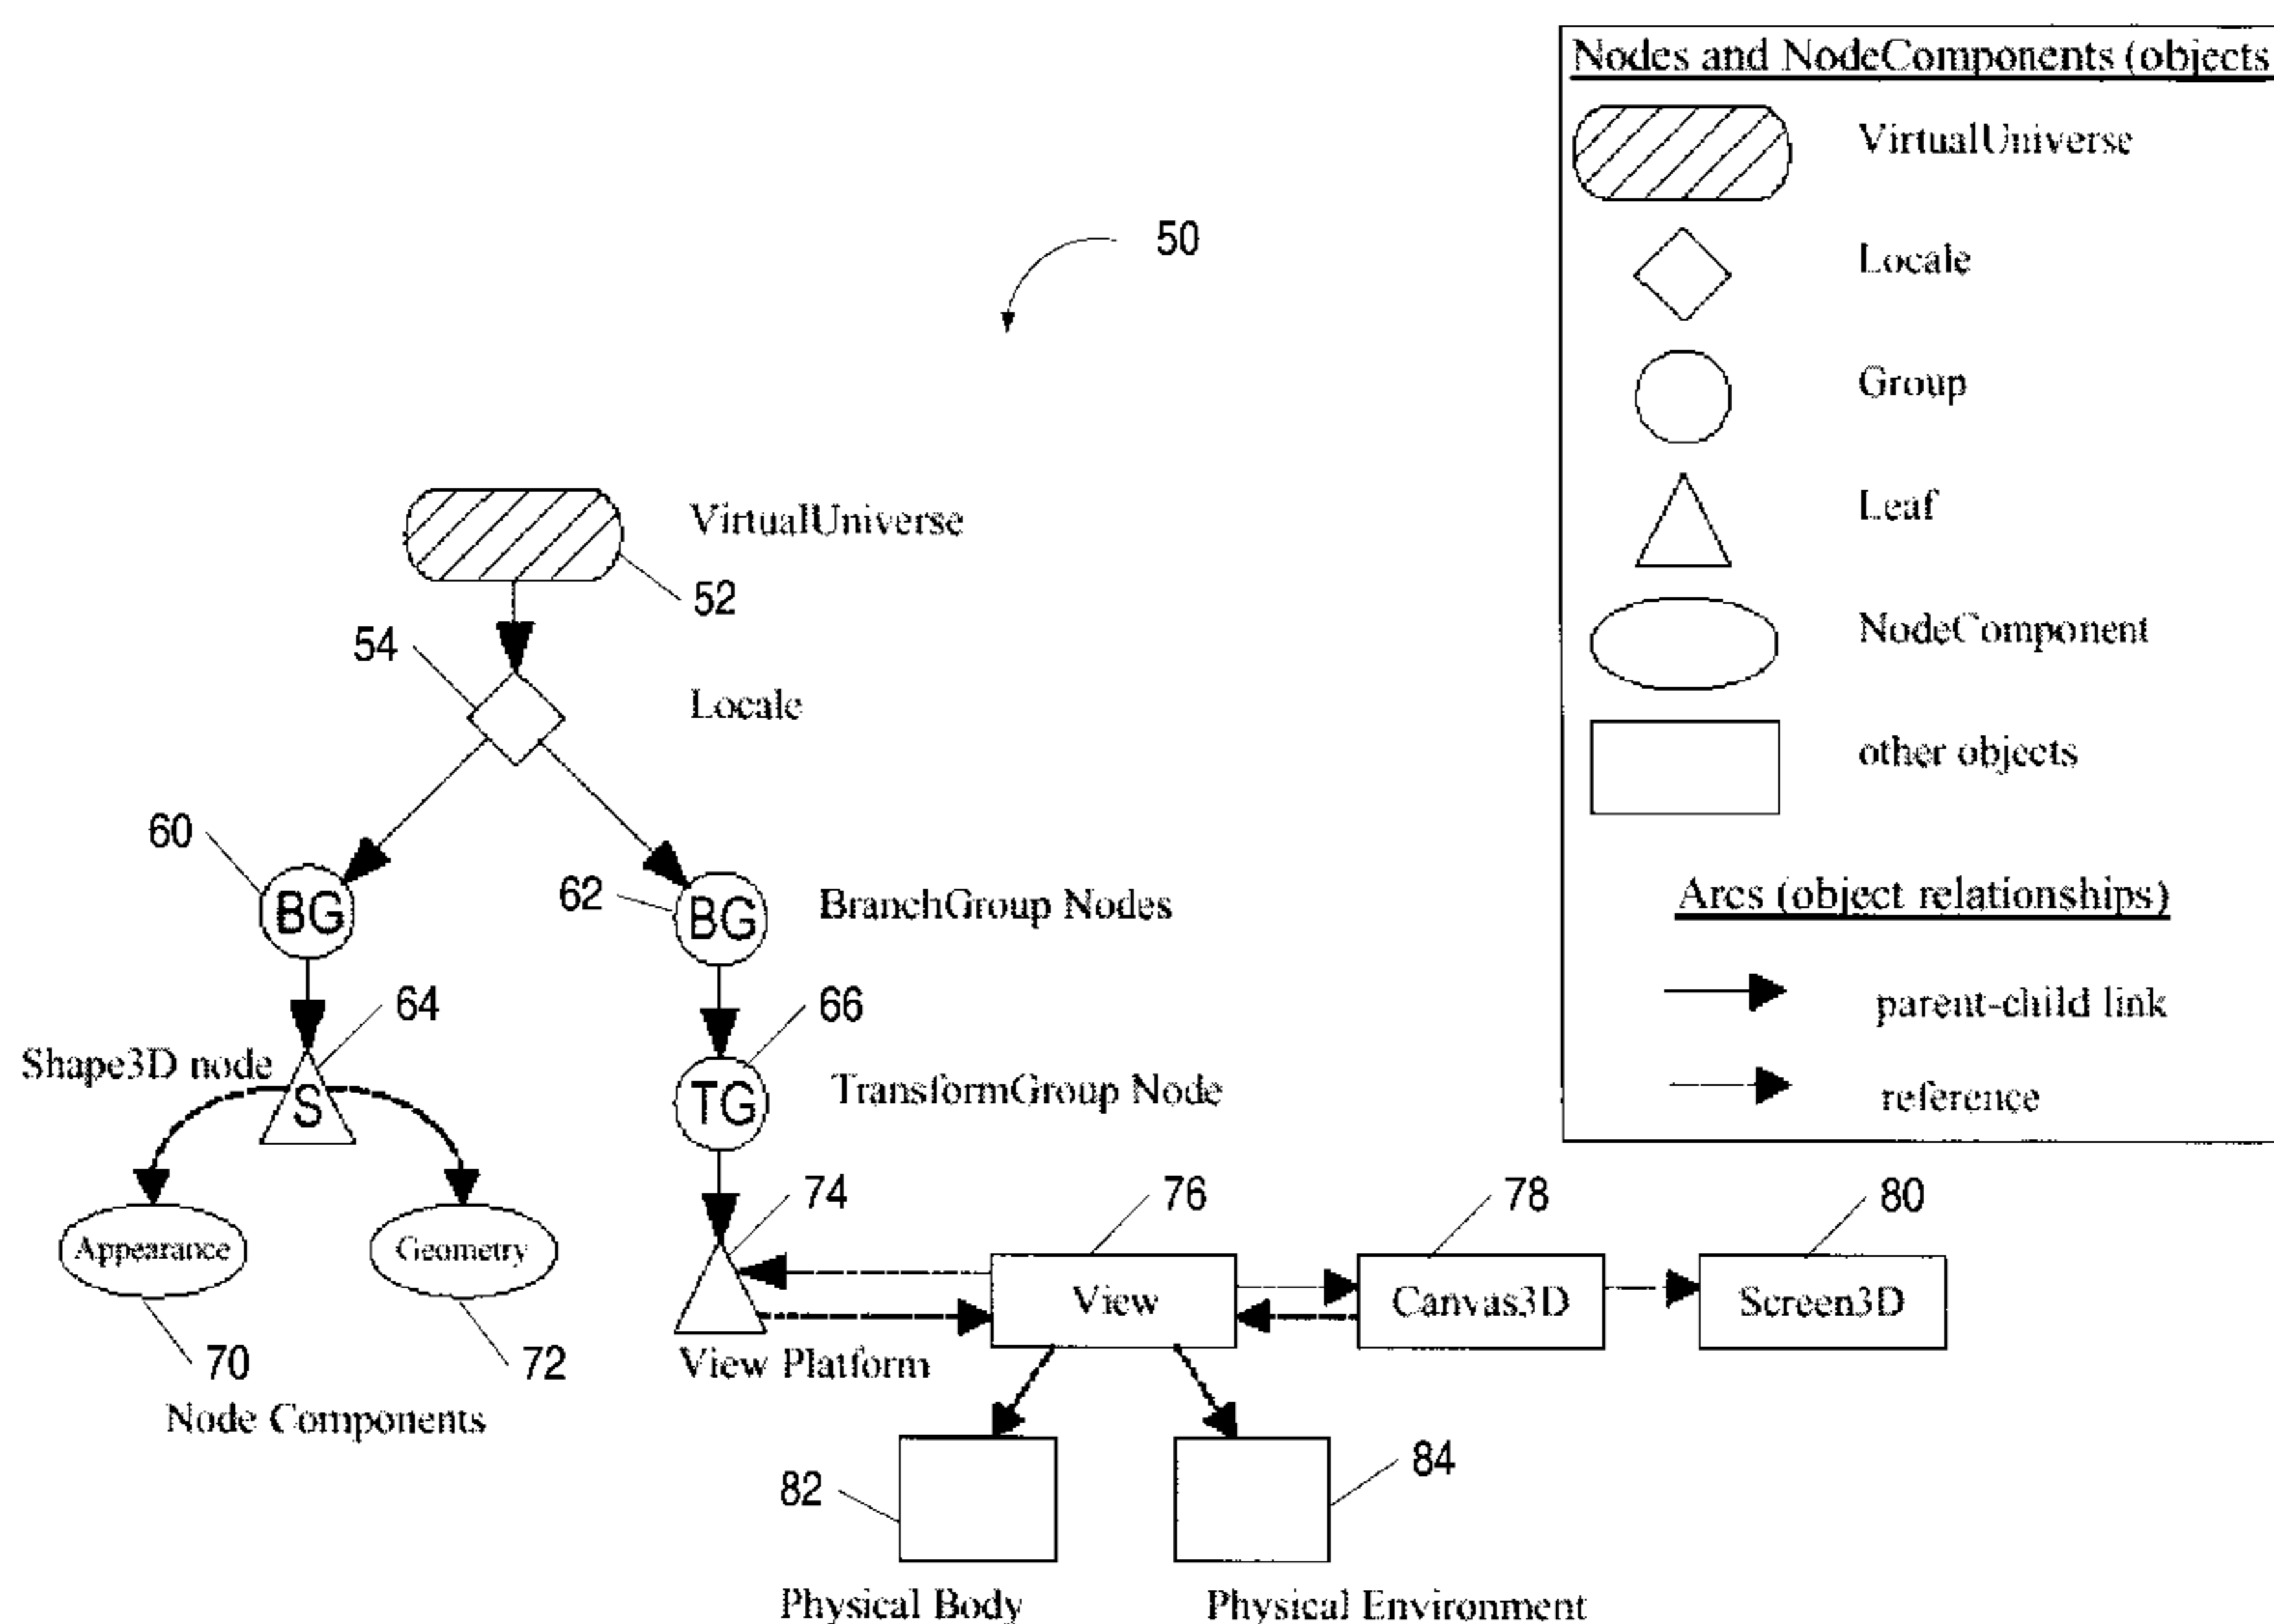 Nodes and NodeComponents (objects
VirtualUniverse
Locale
Group
Leaf
NodeComponent
other objects
Arcs (object relationships)
parent-child link
reference
50
VirtualUniverse
52
54
Locale
60
BG
62
BG
BranchGroup Nodes
64
66
Shape3D node
S
TG
TransformGroup Node
74
76
78
80
Appearance
Geometry
View
Canvas3D
Screen3D
70
72
View Platform
Node Components
82
84
Physical Body
Physical Environment